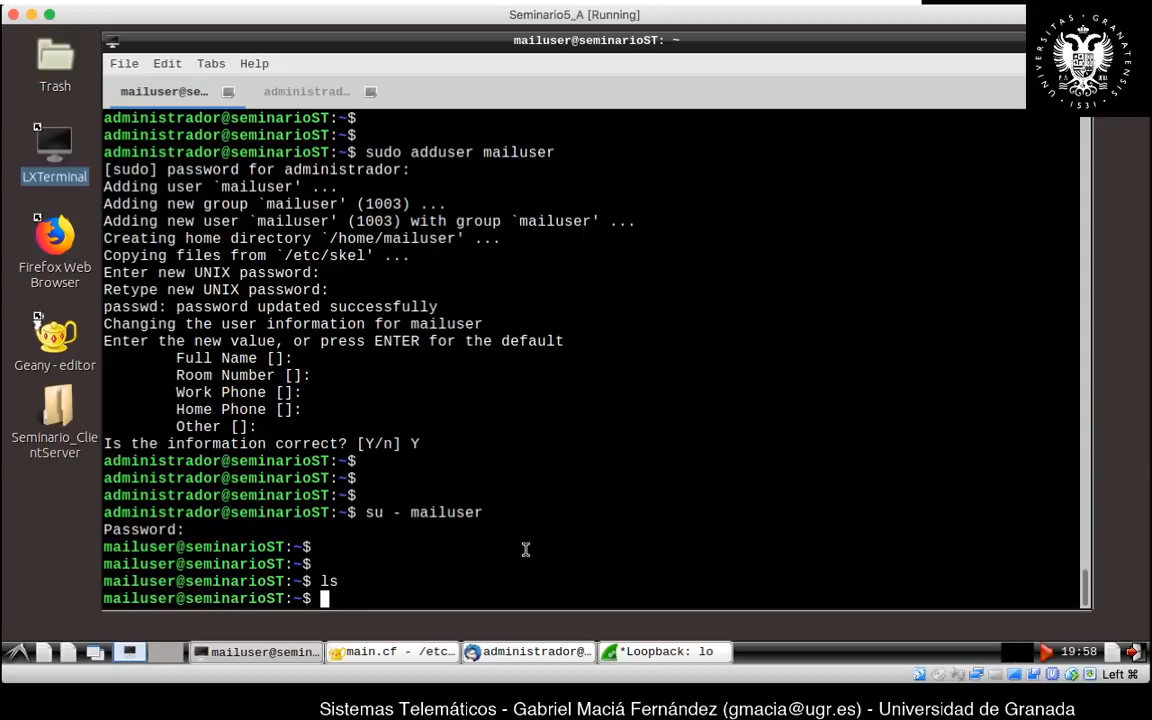 Seminario5_A [Running]
mailuser@seminarioST: ~
File Edit Tabs Help
mailuser@se... administrad...
Trash
LXTerminal
Firefox Web
Browser
Geany - editor
Seminario_Clie
ntServer
administrador@seminarioST:~$
administrador@seminarioST:~$
administrador@seminarioST:~$ sudo adduser mailuser
[sudo] password for administrador:
Adding user `mailuser' ...
Adding new group `mailuser' (1003) ...
Adding new user `mailuser' (1003) with group `mailuser' ...
Creating home directory `/home/mailuser' ...
Copying files from `/etc/skel' ...
Enter new UNIX password:
Retype new UNIX password:
passwd: password updated successfully
Changing the user information for mailuser
Enter the new value, or press ENTER for the default
Full Name []:
Room Number []:
Work Phone []:
Home Phone []:
Other []:
Is the information correct? [Y/n] Y
administrador@seminarioST:~$
administrador@seminarioST:~$
administrador@seminarioST:~$
administrador@seminarioST:~$ su - mailuser
Password:
mailuser@seminarioST:~$
mailuser@seminarioST:~$
mailuser@seminarioST:~$ ls
mailuser@seminarioST:~$
mailuser@semin... main.cf - /etc... administrador@... *Loopback: lo 19:58
Left ⌘
UNIVERSITAS GRANATENSIS
1531
Sistemas Telemáticos - Gabriel Maciá Fernández (gmacia@ugr.es) - Universidad de Granada